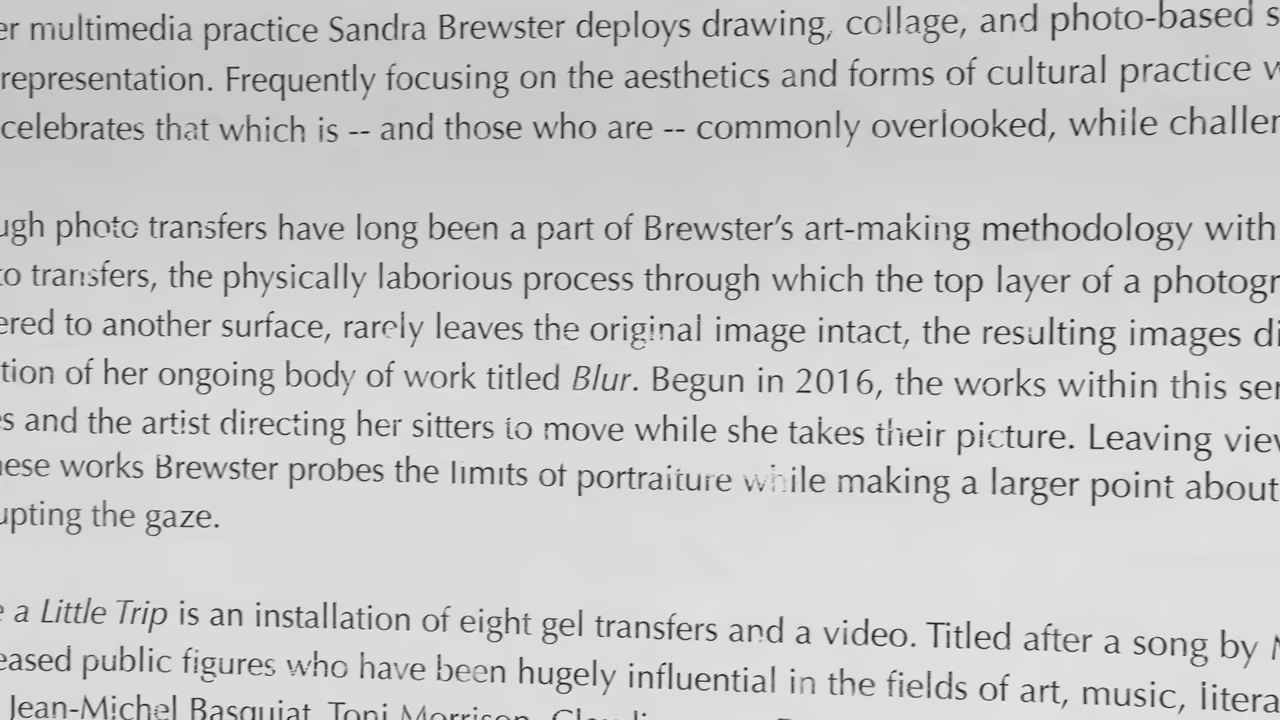 er multimedia practice Sandra Brewster deploys drawing, collage, and photo-based s
representation. Frequently focusing on the aesthetics and forms of cultural practice w
celebrates that which is -- and those who are -- commonly overlooked, while challen
ugh photo transfers have long been a part of Brewster's art-making methodology with
to transfers, the physically laborious process through which the top layer of a photogr
ered to another surface, rarely leaves the original image intact, the resulting images di
tion of her ongoing body of work titled Blur. Begun in 2016, the works within this ser
s and the artist directing her sitters to move while she takes their picture. Leaving view
ese works Brewster probes the limits of portraiture while making a larger point about
upting the gaze.
e a Little Trip is an installation of eight gel transfers and a video. Titled after a song by
eased public figures who have been hugely influential in the fields of art, music, litera
Jean-Michel Basquiat, Toni Morrison,